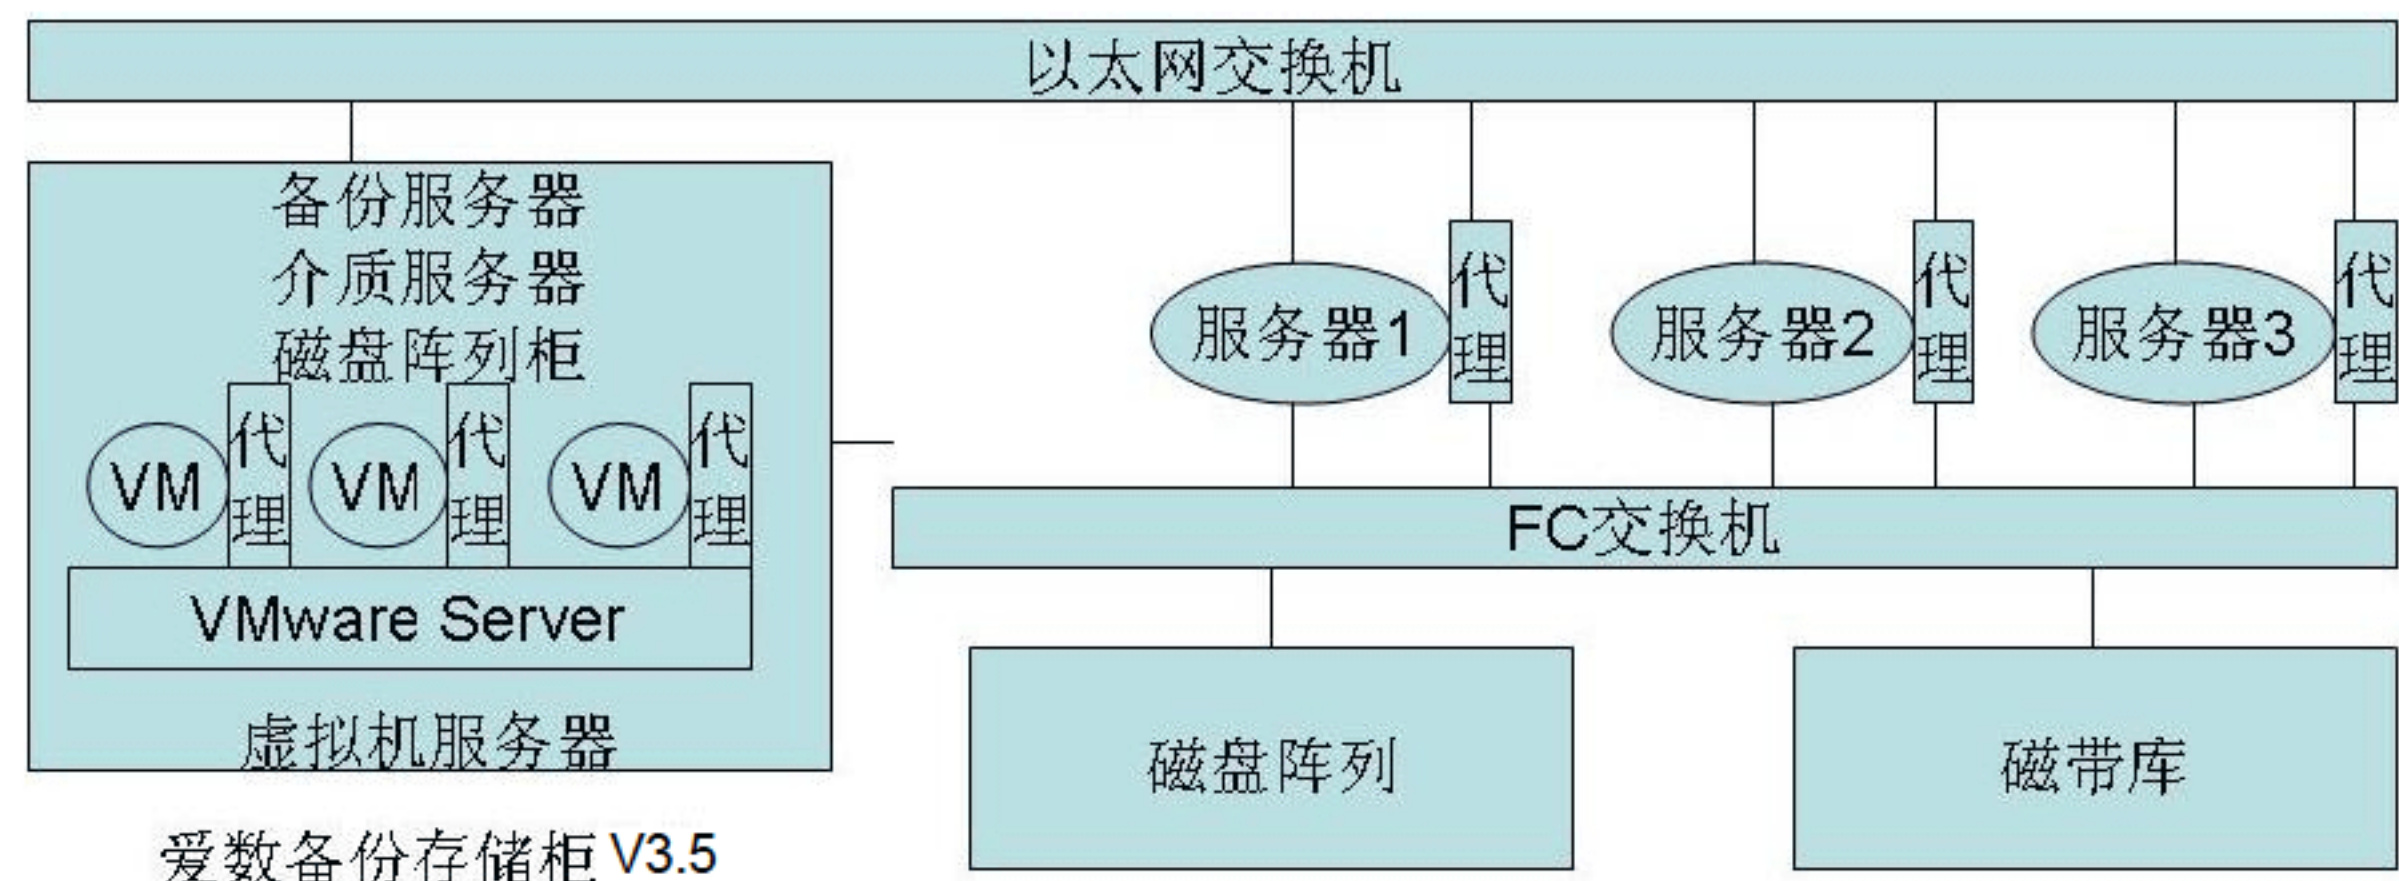 以太网交换机
备份服务器
介质服务器
磁盘阵列柜
VM
代理
VM
代理
VM
代理
VMware Server
虚拟机服务器
爱数备份存储柜 V3.5
服务器1
代理
服务器2
代理
服务器3
代理
FC交换机
磁盘阵列
磁带库